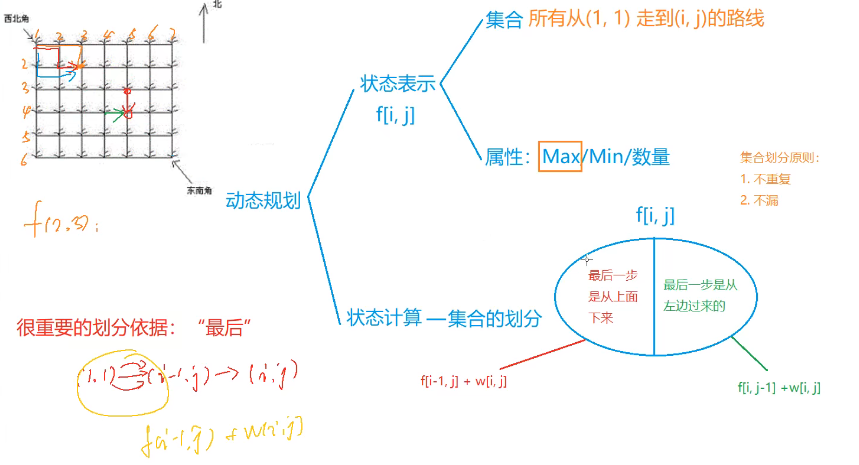 北
西北角
1 2 3 4 5 6 7
2
3
4
5
6
东南角
f(2,3):
动态规划
状态表示
f[i, j]
集合 所有从(1, 1) 走到(i, j)的路线
属性：Max/Min/数量
集合划分原则：
1. 不重复
2. 不漏
状态计算 — 集合的划分
f[i, j]
最后一步
是从上面
下来
最后一步是从
左边过来的
f[i-1, j] + w[i, j]
f[i, j-1] +w[i, j]
很重要的划分依据：“最后”
(1,1) → (i-1,j) → (i,j)
f(i-1,j) + w(i,j)